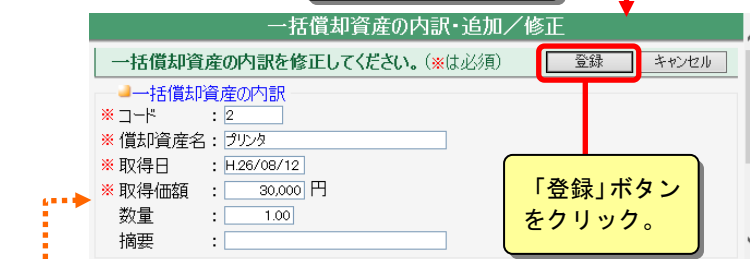 一括償却資産の内訳・追加/修正
一括償却資産の内訳を修正してください。(※は必須) 登録 キャンセル
一括償却資産の内訳
※ コード : 2
※ 償却資産名 : プリンタ
※ 取得日 : H.26/08/12
※ 取得価額 : 30,000 円
数量 : 1.00
摘要 :
「登録」ボタン
をクリック。